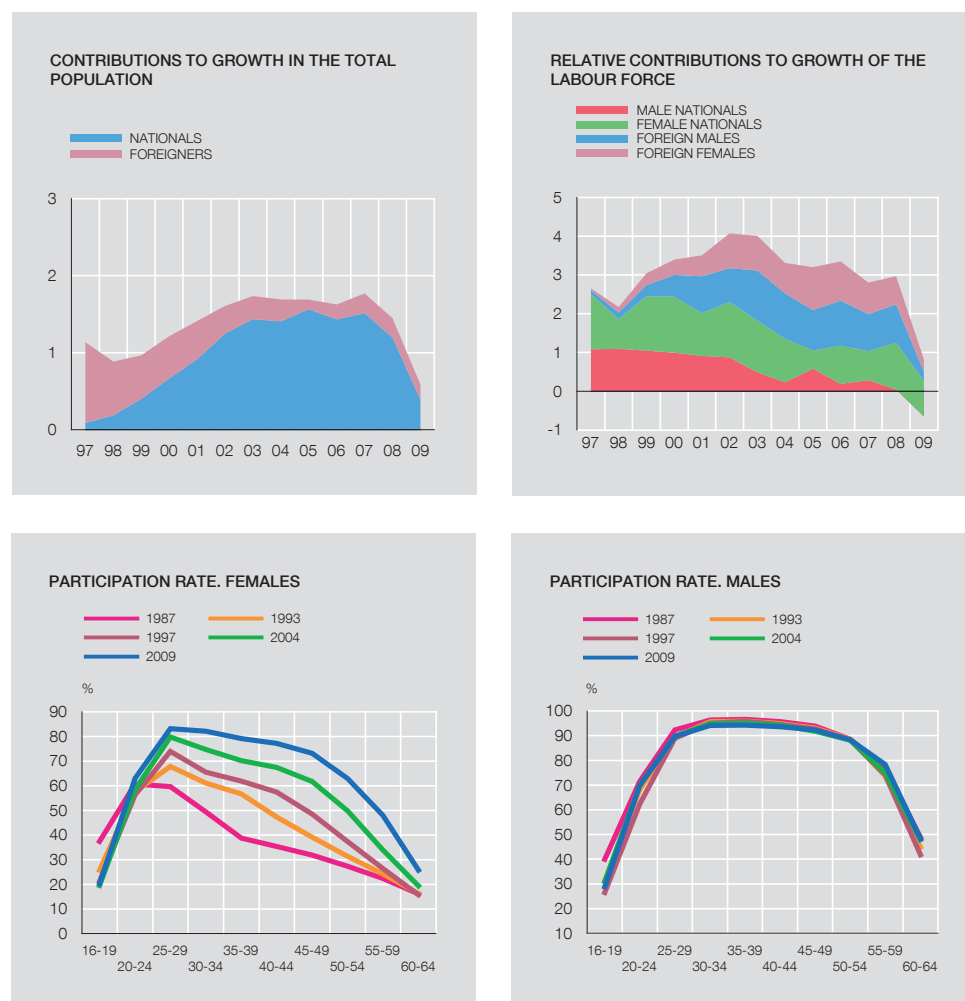 CONTRIBUTIONS TO GROWTH IN THE TOTAL
POPULATION
NATIONALS
FOREIGNERS
3
2
1
0
97 98 99 00 01 02 03 04 05 06 07 08 09
RELATIVE CONTRIBUTIONS TO GROWTH OF THE
LABOUR FORCE
MALE NATIONALS
FEMALE NATIONALS
FOREIGN MALES
FOREIGN FEMALES
5
4
3
2
1
0
-1
97 98 99 00 01 02 03 04 05 06 07 08 09
PARTICIPATION RATE. FEMALES
1987 1993
1997 2004
2009
%
90
80
70
60
50
40
30
20
10
0
16-19 25-29 35-39 45-49 55-59
20-24 30-34 40-44 50-54 60-64
PARTICIPATION RATE. MALES
1987 1993
1997 2004
2009
%
100
90
80
70
60
50
40
30
20
10
16-19 25-29 35-39 45-49 55-59
20-24 30-34 40-44 50-54 60-64